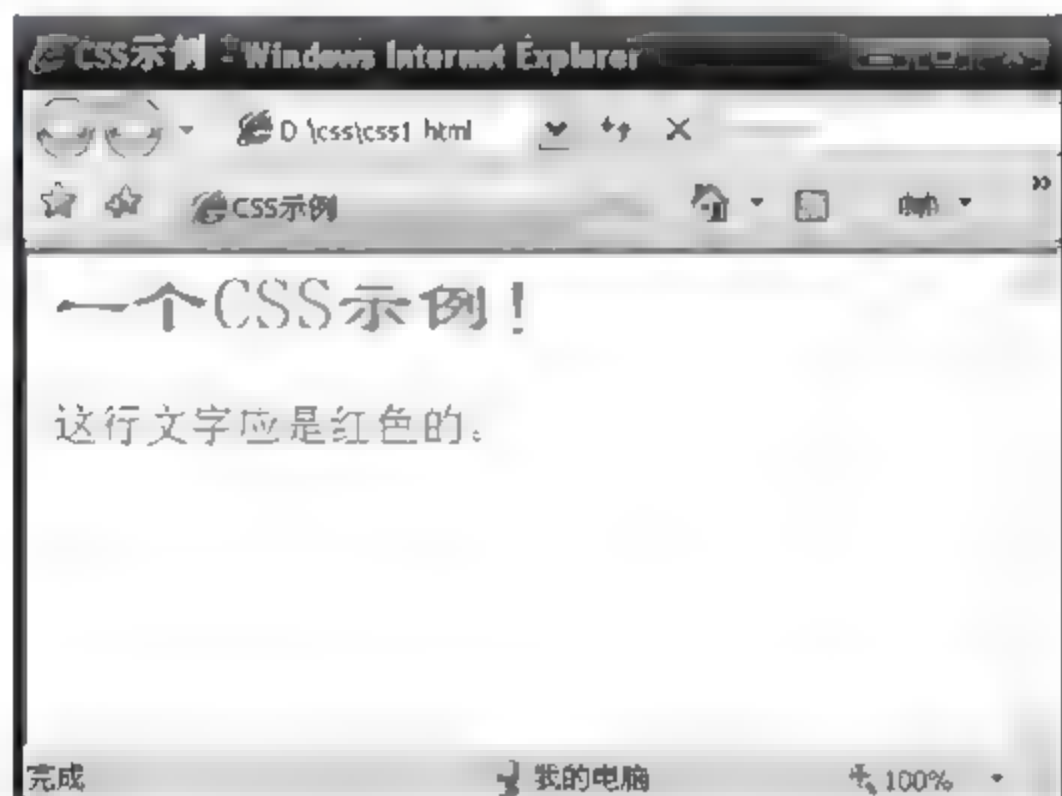 CSS示例 - Windows Internet Explorer
D:\css\css1.html
CSS示例
»
一个CSS示例！
这行文字应是红色的。
完成 我的电脑 100%